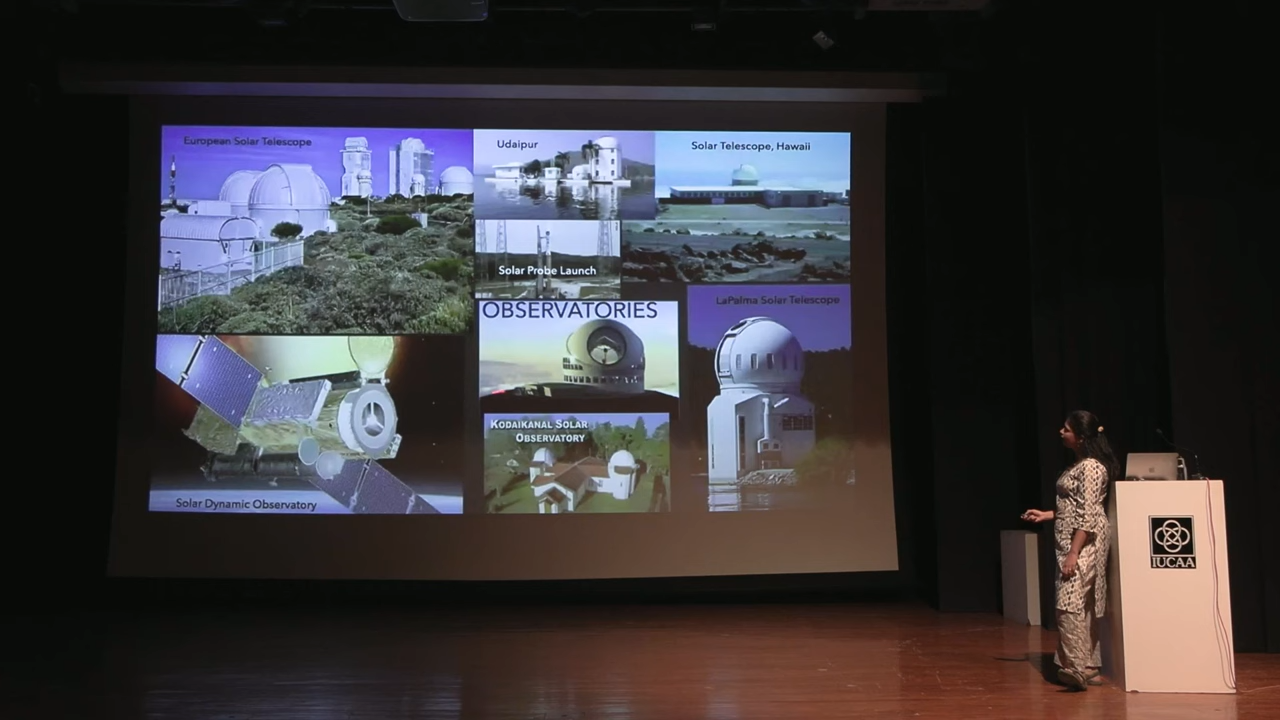 European Solar Telescope
Udaipur
Solar Telescope, Hawaii
Solar Probe Launch
LaPalma Solar Telescope
OBSERVATORIES
KODAIKANAL SOLAR
OBSERVATORY
Solar Dynamic Observatory
IUCAA